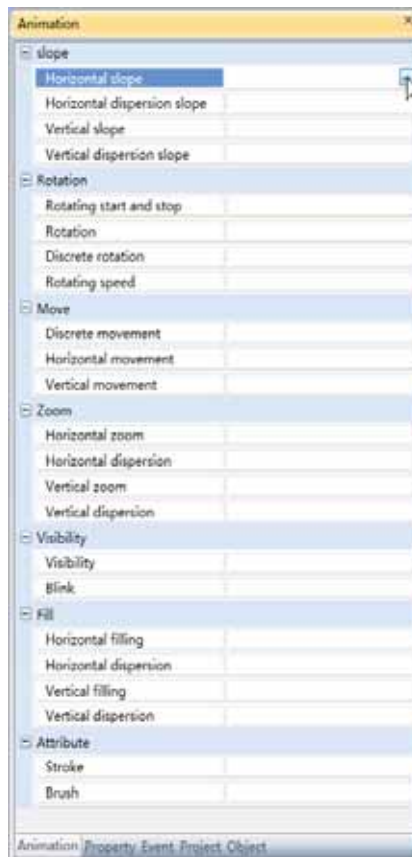 Animation
slope
Horizontal slope
Horizontal dispersion slope
Vertical slope
Vertical dispersion slope
Rotation
Rotating start and stop
Rotation
Discrete rotation
Rotating speed
Move
Discrete movement
Horizontal movement
Vertical movement
Zoom
Horizontal zoom
Horizontal dispersion
Vertical zoom
Vertical dispersion
Visibility
Visibility
Blink
Fill
Horizontal filling
Horizontal dispersion
Vertical filling
Vertical dispersion
Attribute
Stroke
Brush
Animation Property Event Project Object